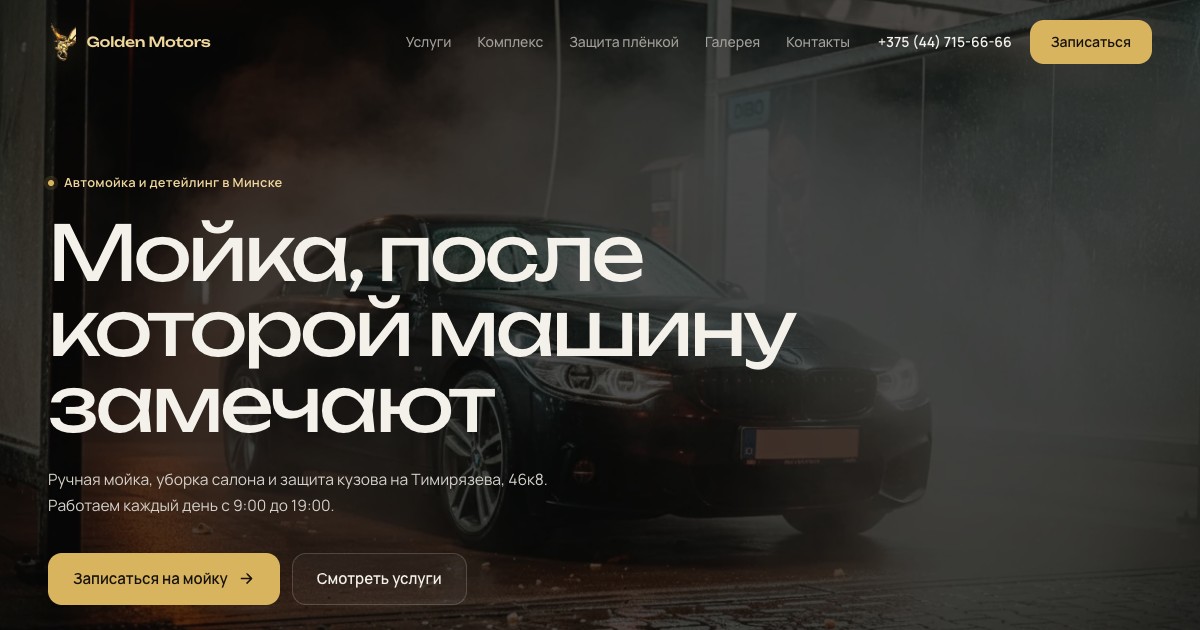 Golden Motors
Услуги Комплекс Защита плёнкой Галерея Контакты +375 (44) 715-66-66 Записаться
Автомойка и детейлинг в Минске
Мойка, после
которой машину
замечают
Ручная мойка, уборка салона и защита кузова на Тимирязева, 46к8.
Работаем каждый день с 9:00 до 19:00.
Записаться на мойку → Смотреть услуги